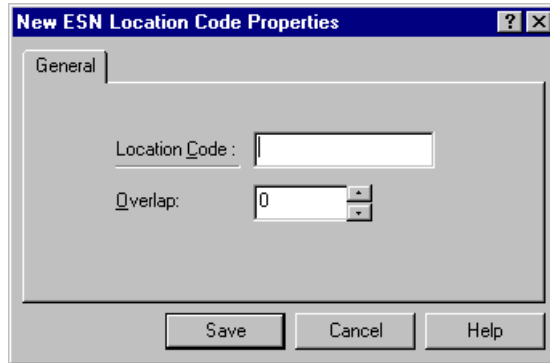 New ESN Location Code Properties
General
Location Code :
Overlap: 0
Save Cancel Help